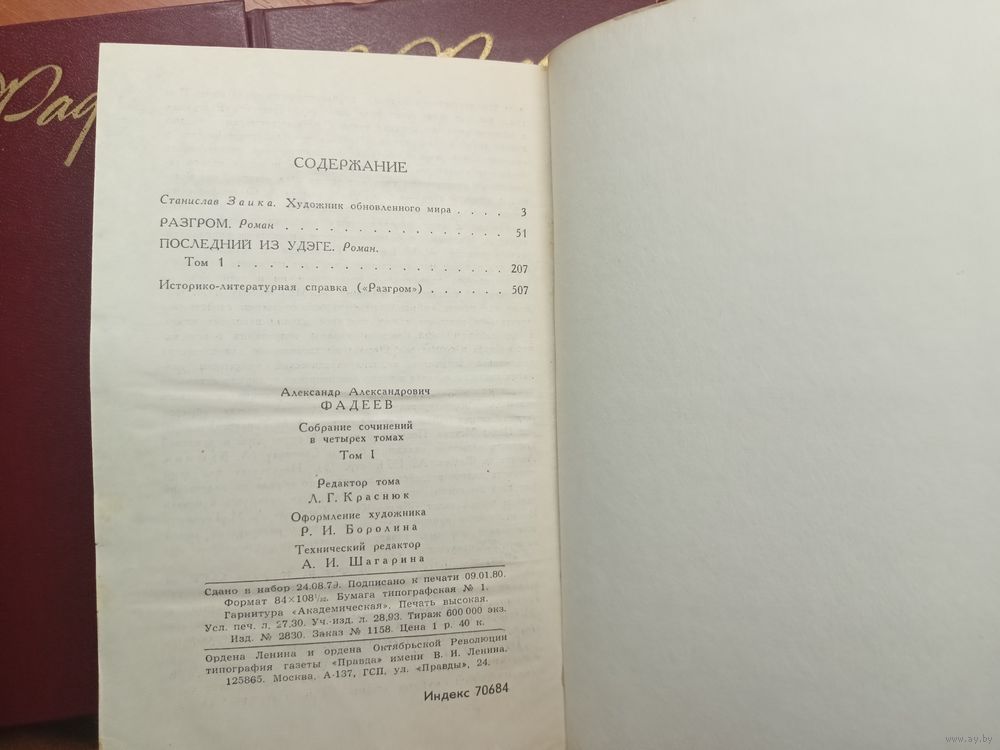 Фад
СОДЕРЖАНИЕ
Станислав Заика. Художник обновленного мира . . . . 3
РАЗГРОМ. Роман . . . . . . . . . . . . . . . 51
ПОСЛЕДНИЙ ИЗ УДЭГЕ. Роман.
Том 1 . . . . . . . . . . . . . . . . . . 207
Историко-литературная справка («Разгром») . . . . . . 507
Александр Александрович
ФАДЕЕВ
Собрание сочинений
в четырех томах
Том I
Редактор тома
Л. Г. Краснюк
Оформление художника
Р. И. Боролина
Технический редактор
А. И. Шагарина
Сдано в набор 24.08.79. Подписано к печати 09.01.80.
Формат 84×108¹/₃₂. Бумага типографская № 1.
Гарнитура «Академическая». Печать высокая.
Усл. печ. л. 27,30. Уч.-изд. л. 28,93. Тираж 600 000 экз.
Изд. № 2830. Заказ № 1158. Цена 1 р. 40 к.
Ордена Ленина и ордена Октябрьской Революции
типография газеты «Правда» имени В. И. Ленина.
125865. Москва, А-137, ГСП, ул. «Правды», 24.
Индекс 70684
www.ay.by